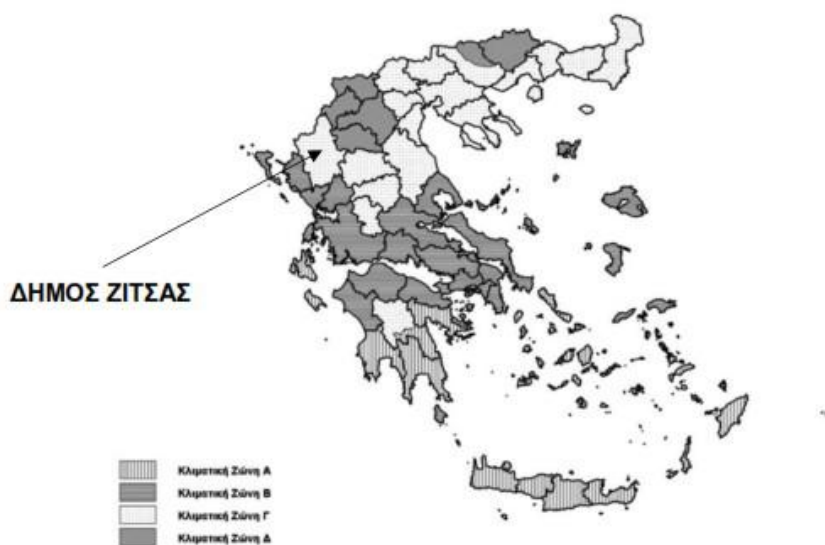 ΔΗΜΟΣ ΖΙΤΣΑΣ
Κλιματική Ζώνη Α
Κλιματική Ζώνη Β
Κλιματική Ζώνη Γ
Κλιματική Ζώνη Δ